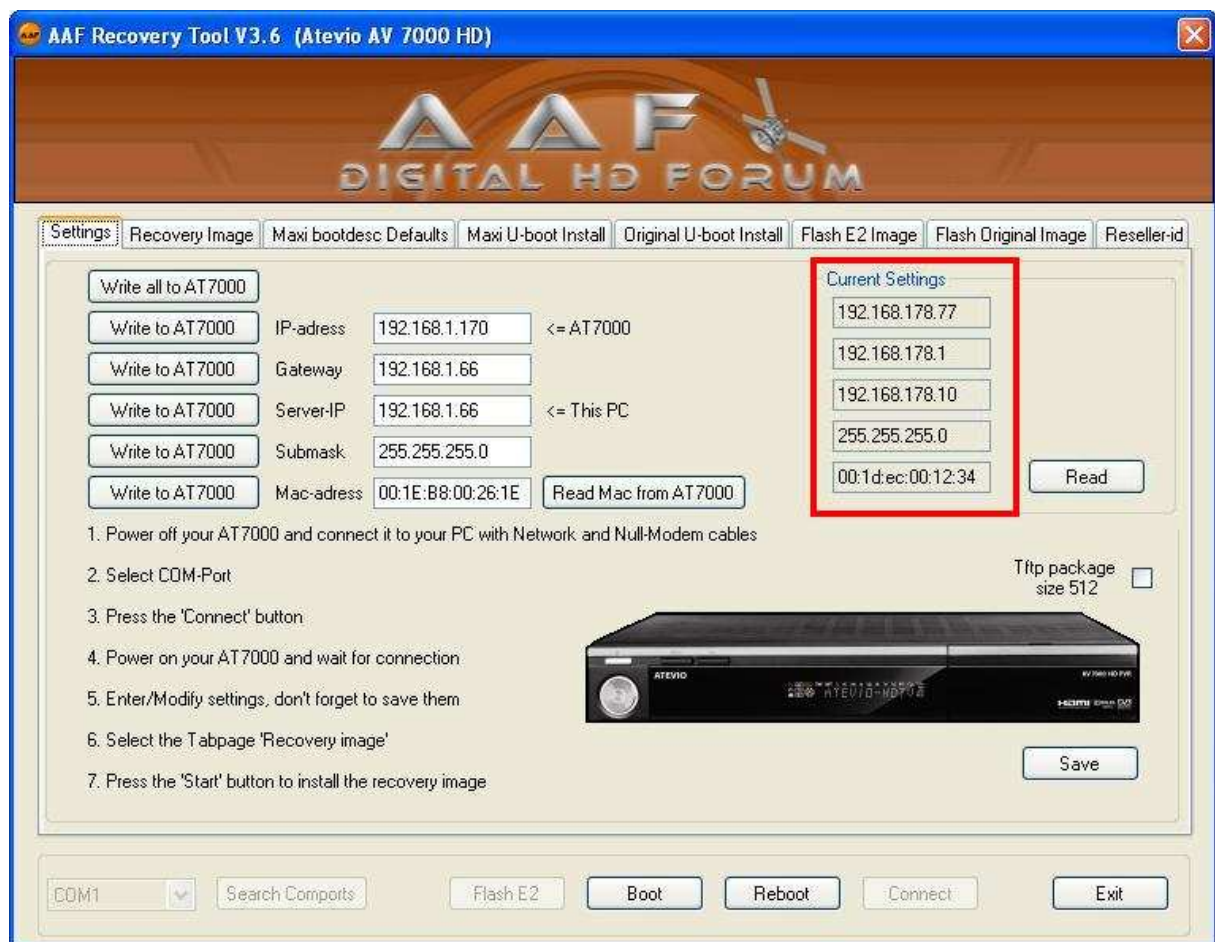 AAF Recovery Tool V3.6 (Atevio AV 7000 HD)
AAF
DIGITAL HD FORUM
Settings Recovery Image Maxi bootdesc Defaults Maxi U-boot Install Original U-boot Install Flash E2 Image Flash Original Image Reseller-id
Current Settings
Write all to AT7000
192.168.178.77
Write to AT7000 IP-adress 192.168.1.170 <= AT7000
192.168.178.1
Write to AT7000 Gateway 192.168.1.66
192.168.178.10
Write to AT7000 Server-IP 192.168.1.66 <= This PC
255.255.255.0
Write to AT7000 Submask 255.255.255.0
00:1d:ec:00:12:34 Read
Write to AT7000 Mac-adress 00:1E:B8:00:26:1E Read Mac from AT7000
1. Power off your AT7000 and connect it to your PC with Network and Null-Modem cables
2. Select COM-Port
Tftp package
size 512
3. Press the 'Connect' button
4. Power on your AT7000 and wait for connection
ATEVIO
AV 7000 HD PVR
ATEVIO-HDTV
HDMI
5. Enter/Modify settings, don't forget to save them
6. Select the Tabpage 'Recovery image'
Save
7. Press the 'Start' button to install the recovery image
COM1 Search Comports Flash E2 Boot Reboot Connect Exit